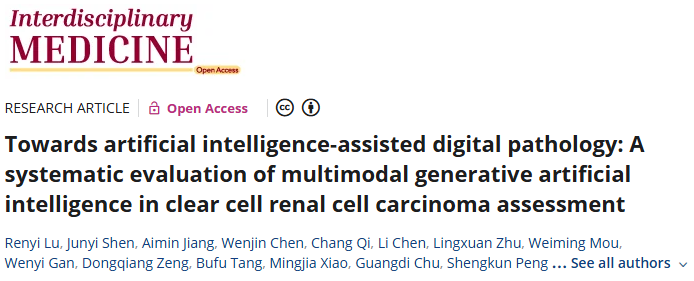 Interdisciplinary
MEDICINE
Open Access
RESEARCH ARTICLE Open Access cc
Towards artificial intelligence-assisted digital pathology: A
systematic evaluation of multimodal generative artificial
intelligence in clear cell renal cell carcinoma assessment
Renyi Lu, Junyi Shen, Aimin Jiang, Wenjin Chen, Chang Qi, Li Chen, Lingxuan Zhu, Weiming Mou,
Wenyi Gan, Dongqiang Zeng, Bufu Tang, Mingjia Xiao, Guangdi Chu, Shengkun Peng ... See all authors